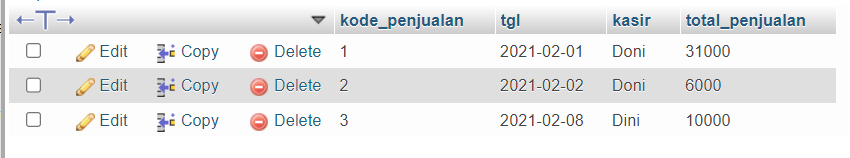 kode_penjualan tgl kasir total_penjualan
Edit Copy Delete 1 2021-02-01 Doni 31000
Edit Copy Delete 2 2021-02-02 Doni 6000
Edit Copy Delete 3 2021-02-08 Dini 10000